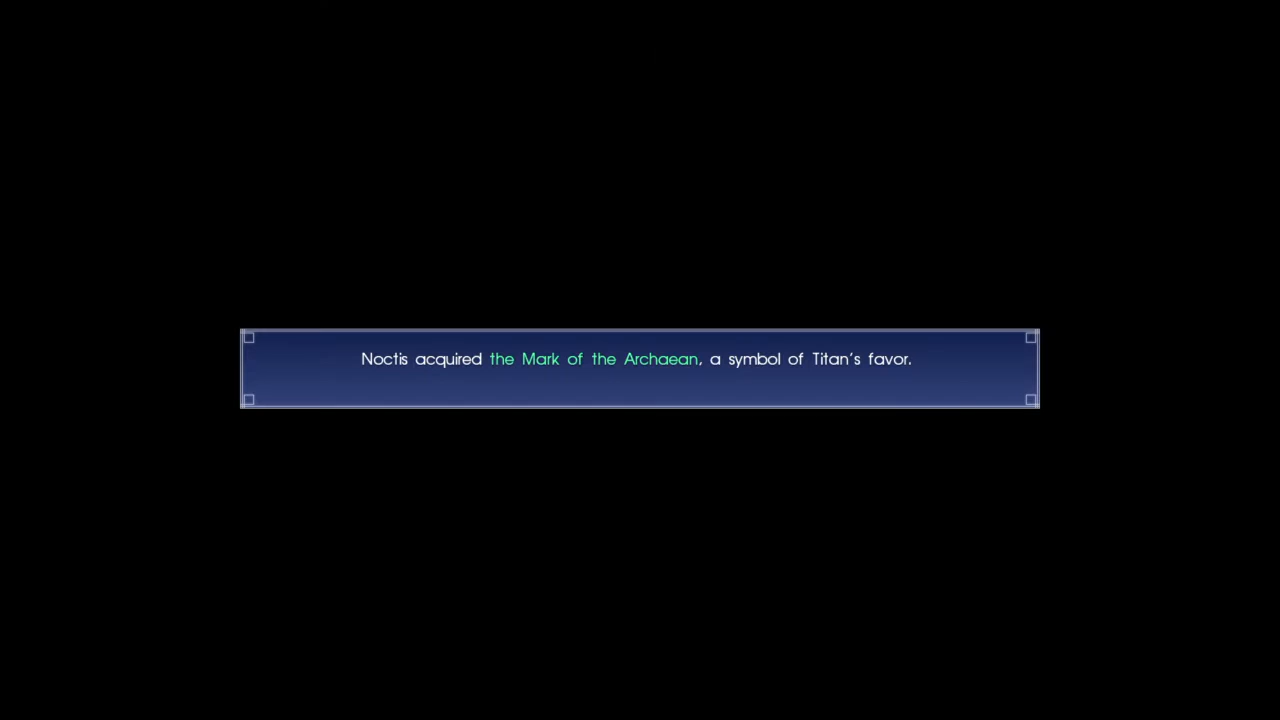 Noctis acquired the Mark of the Archaean, a symbol of Titan's favor.